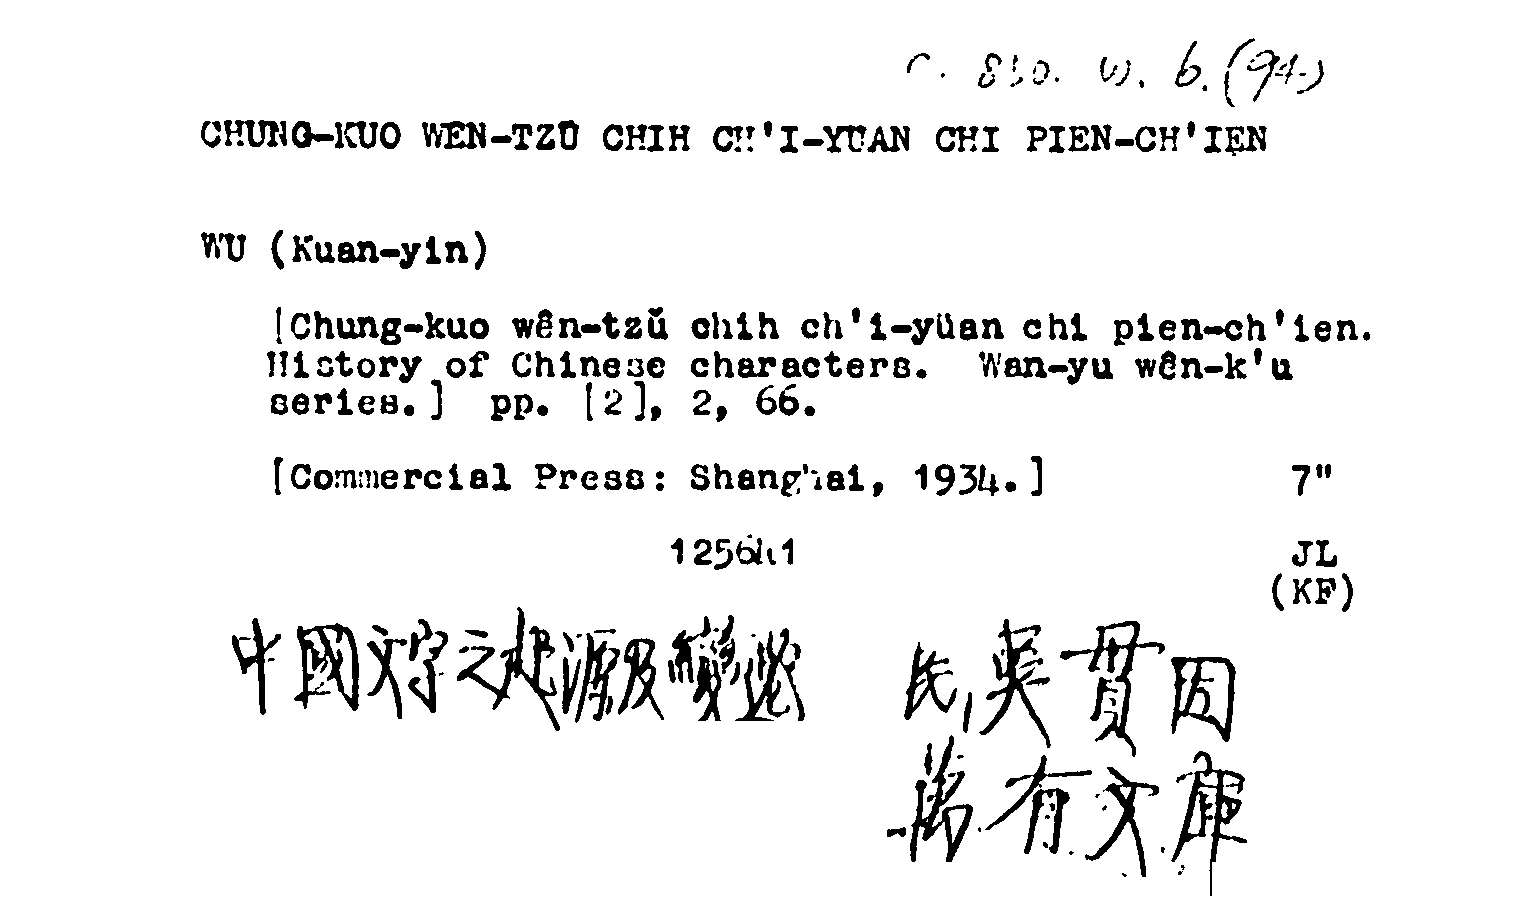 c. 830. w. 6. (94.)
CHUNG-KUO WEN-TZŬ CHIH CH'I-YUAN CHI PIEN-CH'IEN
WU (Kuan-yin)
[Chung-kuo wên-tzŭ chih ch'i-yüan chi pien-ch'ien.
History of Chinese characters. Wan-yu wên-k'u
series.] pp. [2], 2, 66.
[Commercial Press: Shanghai, 1934.] 7"
JL
(KF)
中國文字之起源及變遷 民,吳貫因
萬有文庫